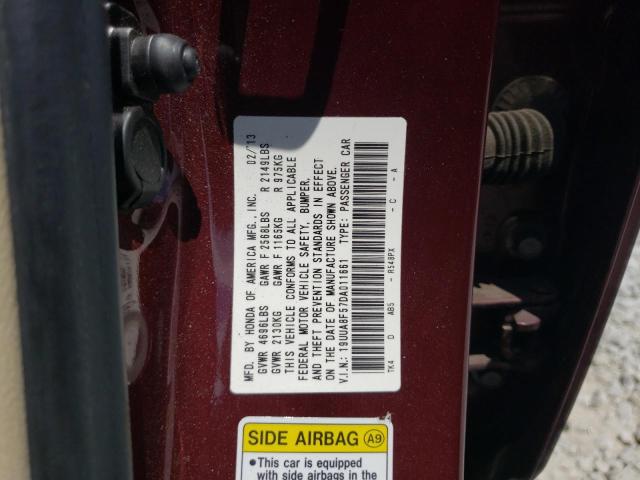 MFD. BY HONDA OF AMERICA MFG., INC. 02/'13
GVWR 4696LBS GAWR F 2568LBS R 2149LBS
GVWR 2130KG GAWR F 1165KG R 975KG
THIS VEHICLE CONFORMS TO ALL APPLICABLE
FEDERAL MOTOR VEHICLE SAFETY, BUMPER,
AND THEFT PREVENTION STANDARDS IN EFFECT
ON THE DATE OF MANUFACTURE SHOWN ABOVE.
V.I.N.: 19UUA8F57DA011661 TYPE: PASSENGER CAR
TK4 D AB5 - R548PX - C - A
SIDE AIRBAG A9
•This car is equipped
with side airbags in the